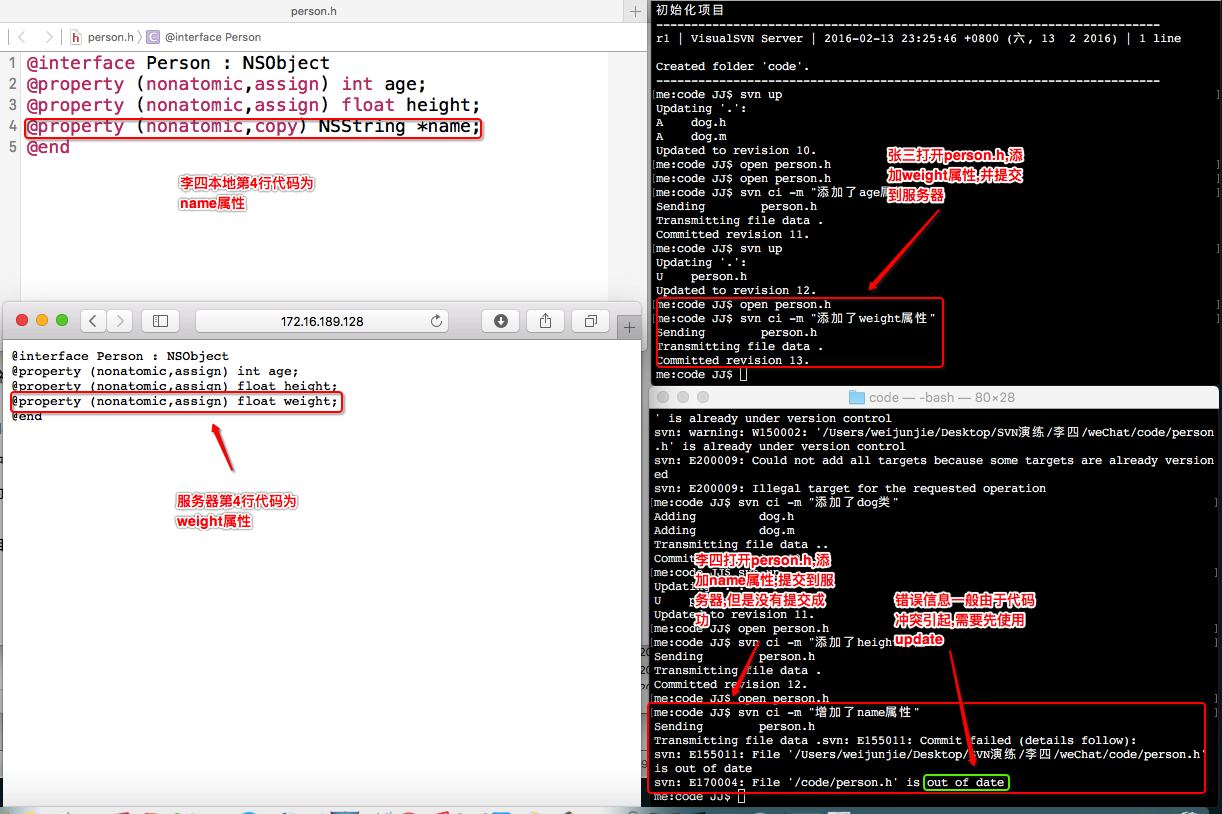 person.h
person.h
@interface Person
1 @interface Person : NSObject
2 @property (nonatomic,assign) int age;
3 @property (nonatomic,assign) float height;
4 @property (nonatomic,copy) NSString *name;
5 @end
李四本地第4行代码为
name属性
172.16.189.128
@interface Person : NSObject
@property (nonatomic,assign) int age;
@property (nonatomic,assign) float height;
@property (nonatomic,assign) float weight;
@end
服务器第4行代码为
weight属性
初始化项目
------------------------------------------------------------------------
r1 | VisualSVN Server | 2016-02-13 23:25:46 +0800 (六, 13  2 2016) | 1 line
Created folder 'code'.
------------------------------------------------------------------------
me:code JJ$ svn up
Updating '.':
A    dog.h
A    dog.m
Updated to revision 10.
me:code JJ$ open person.h
me:code JJ$ open person.h
me:code JJ$ svn ci -m "添加了age
Sending        person.h
Transmitting file data .
Committed revision 11.
me:code JJ$ svn up
Updating '.':
U    person.h
Updated to revision 12.
me:code JJ$ open person.h
me:code JJ$ svn ci -m "添加了weight属性"
Sending        person.h
Transmitting file data .
Committed revision 13.
me:code JJ$
张三打开person.h,添
加weight属性,并提交
到服务器
code — -bash — 80×28
' is already under version control
svn: warning: W150002: '/Users/weijunjie/Desktop/SVN演练/李四/weChat/code/person
.h' is already under version control
svn: E200009: Could not add all targets because some targets are already version
ed
svn: E200009: Illegal target for the requested operation
me:code JJ$ svn ci -m "添加了dog类"
Adding         dog.h
Adding         dog.m
Transmitting file data ..
me:code JJ$ svn up
Updated to revision 11.
me:code JJ$ open person.h
me:code JJ$ svn ci -m "添加了height
Sending        person.h
Transmitting file data .
Committed revision 12.
me:code JJ$ open person.h
me:code JJ$ svn ci -m "增加了name属性"
Sending        person.h
Transmitting file data .svn: E155011: Commit failed (details follow):
svn: E155011: File '/Users/weijunjie/Desktop/SVN演练/李四/weChat/code/person.h'
is out of date
svn: E170004: File '/code/person.h' is out of date
me:code JJ$
李四打开person.h,添
加name属性,提交到服
务器,但是没有提交成
功
错误信息一般由于代码
冲突引起,需要先使用
update